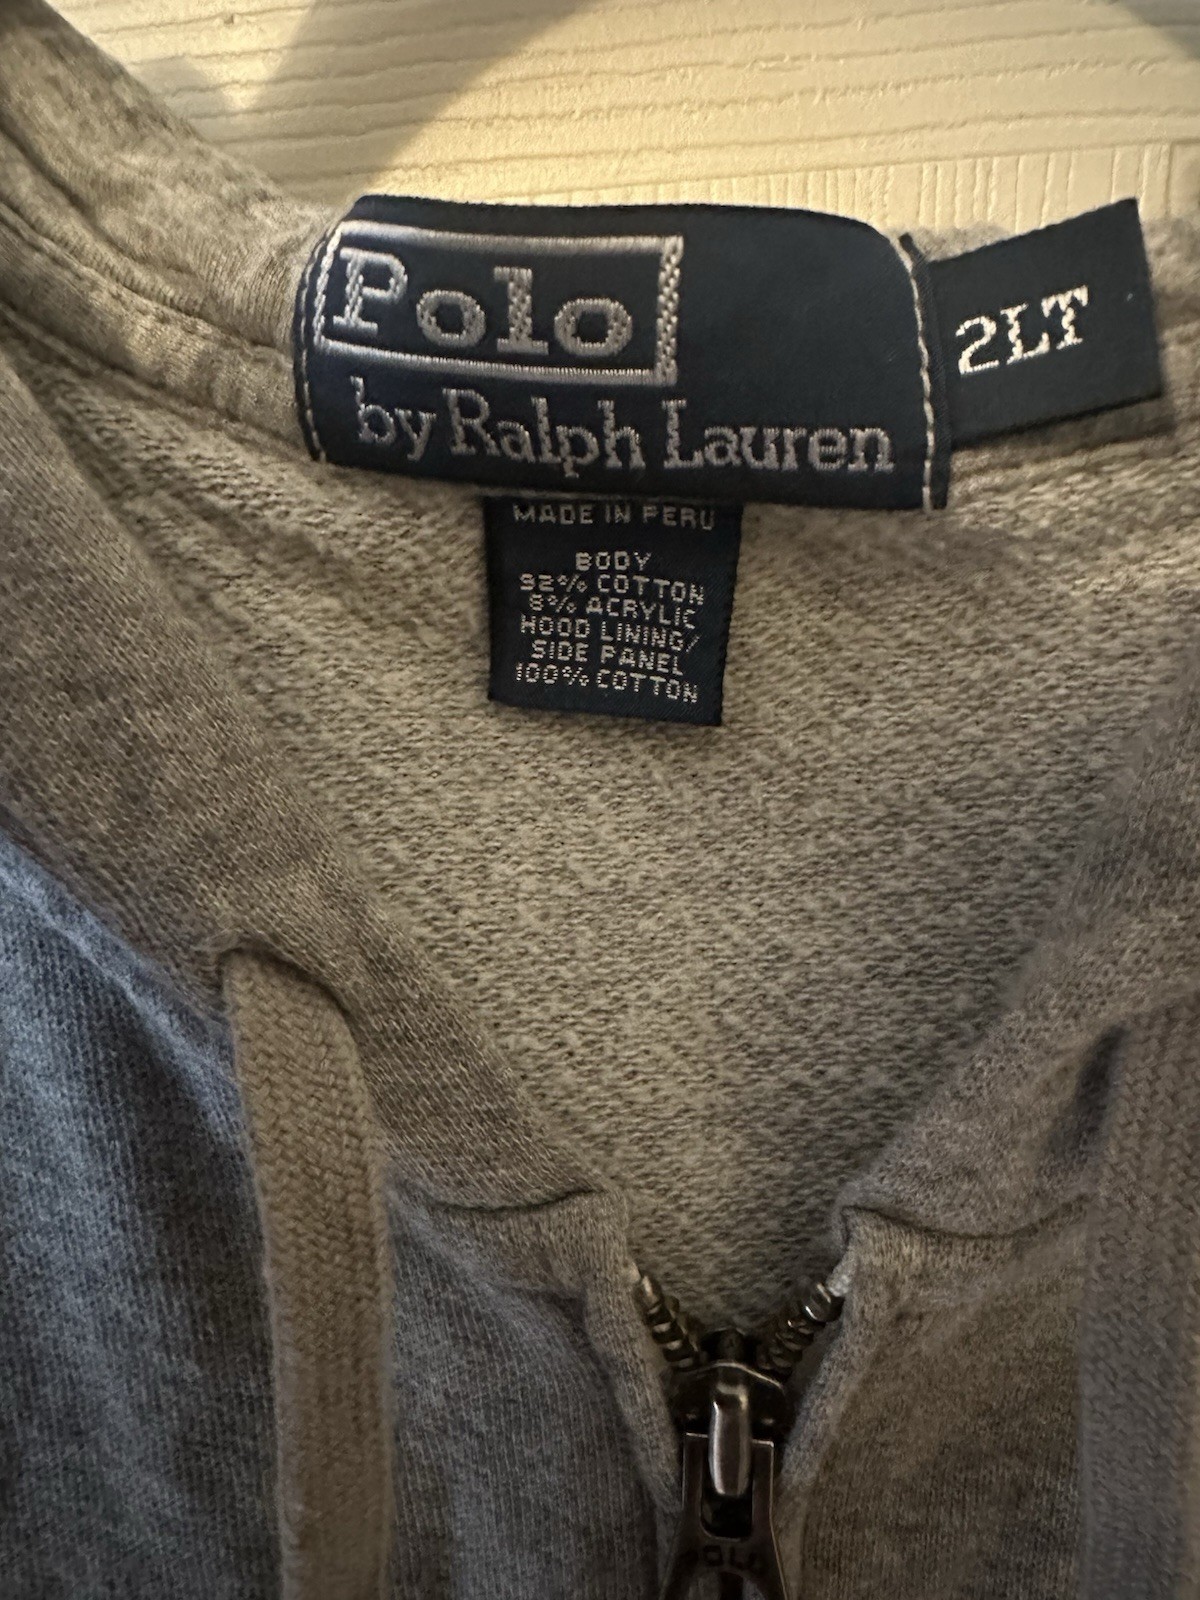 Polo
by Ralph Lauren
2LT
MADE IN PERU
BODY
92% COTTON
8% ACRYLIC
HOOD LINING/
SIDE PANEL
100% COTTON
POLO